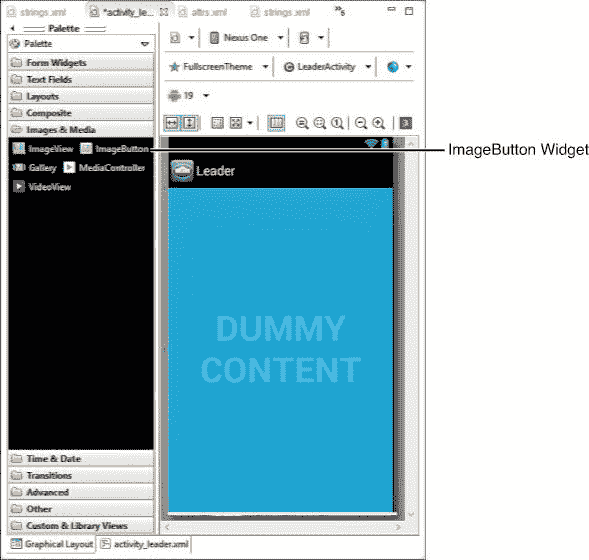 strings.xml
*activity_le...
attrs.xml
strings.xml
»5
Palette
Palette
Form Widgets
Text Fields
Layouts
Composite
Images & Media
ImageView
ImageButton
Gallery
MediaController
VideoView
Time & Date
Transitions
Advanced
Other
Custom & Library Views
Graphical Layout
activity_leader.xml
Nexus One
FullscreenTheme
LeaderActivity
19
Leader
DUMMY
CONTENT
ImageButton Widget